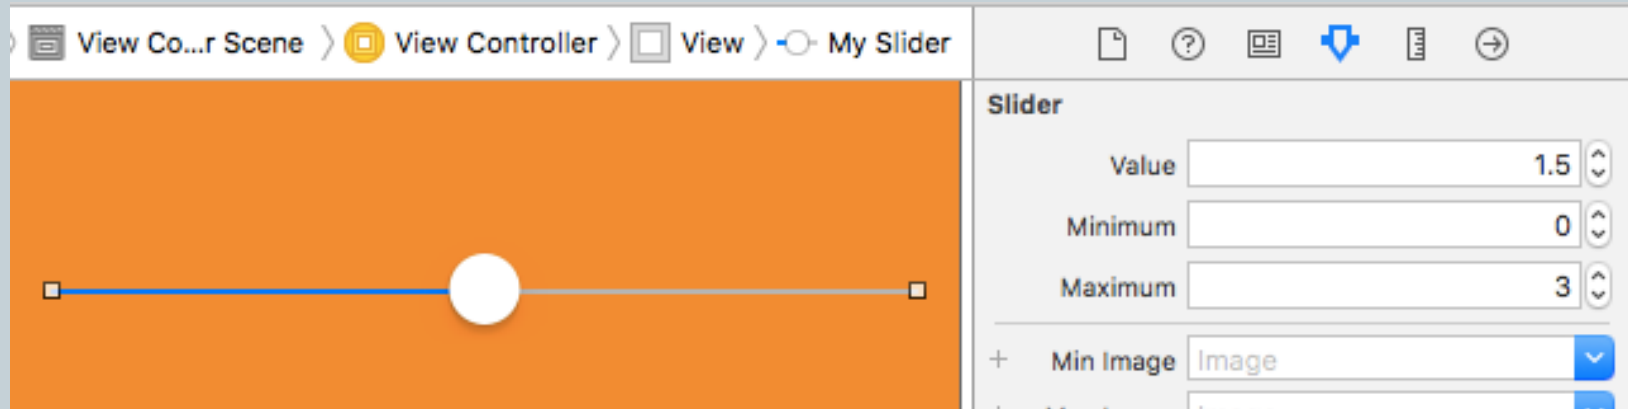 View Co...r Scene > View Controller > View > My Slider
Slider
Value 1.5
Minimum 0
Maximum 3
+ Min Image Image